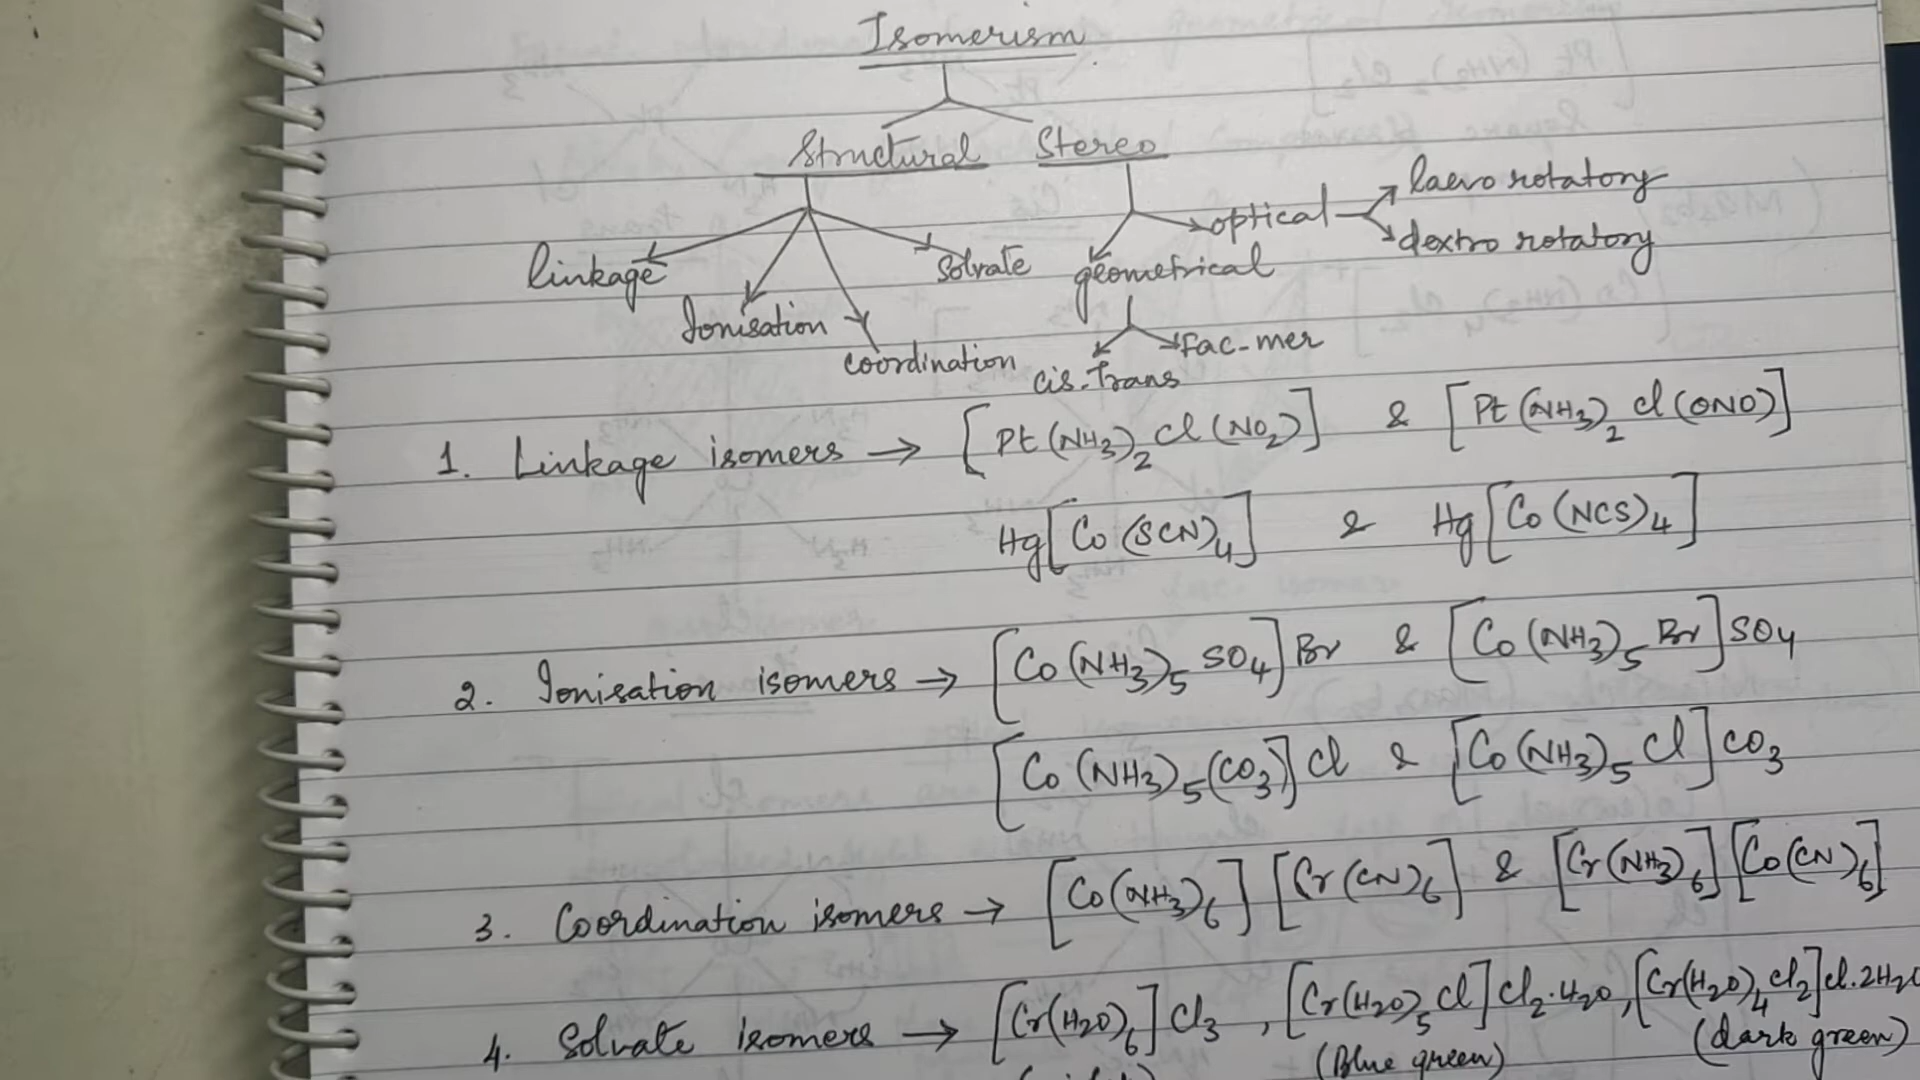 Isomerism
Structural Stereo
linkage Ionisation coordination Solvate
geometrical optical laevo rotatory
dextro rotatory
cis-trans fac-mer
1. Linkage isomers → [Pt(NH₃)₂Cl(NO₂)] & [Pt(NH₃)₂Cl(ONO)]
Hg[Co(SCN)₄] & Hg[Co(NCS)₄]
2. Ionisation isomers → [Co(NH₃)₅SO₄]Br & [Co(NH₃)₅Br]SO₄
[Co(NH₃)₅(CO₃)]Cl & [Co(NH₃)₅Cl]CO₃
3. Coordination isomers → [Co(NH₃)₆][Cr(CN)₆] & [Cr(NH₃)₆][Co(CN)₆]
4. Solvate isomers → [Cr(H₂O)₆]Cl₃, [Cr(H₂O)₅Cl]Cl₂·H₂O, [Cr(H₂O)₄Cl₂]Cl·2H₂O
(Blue green) (dark green)